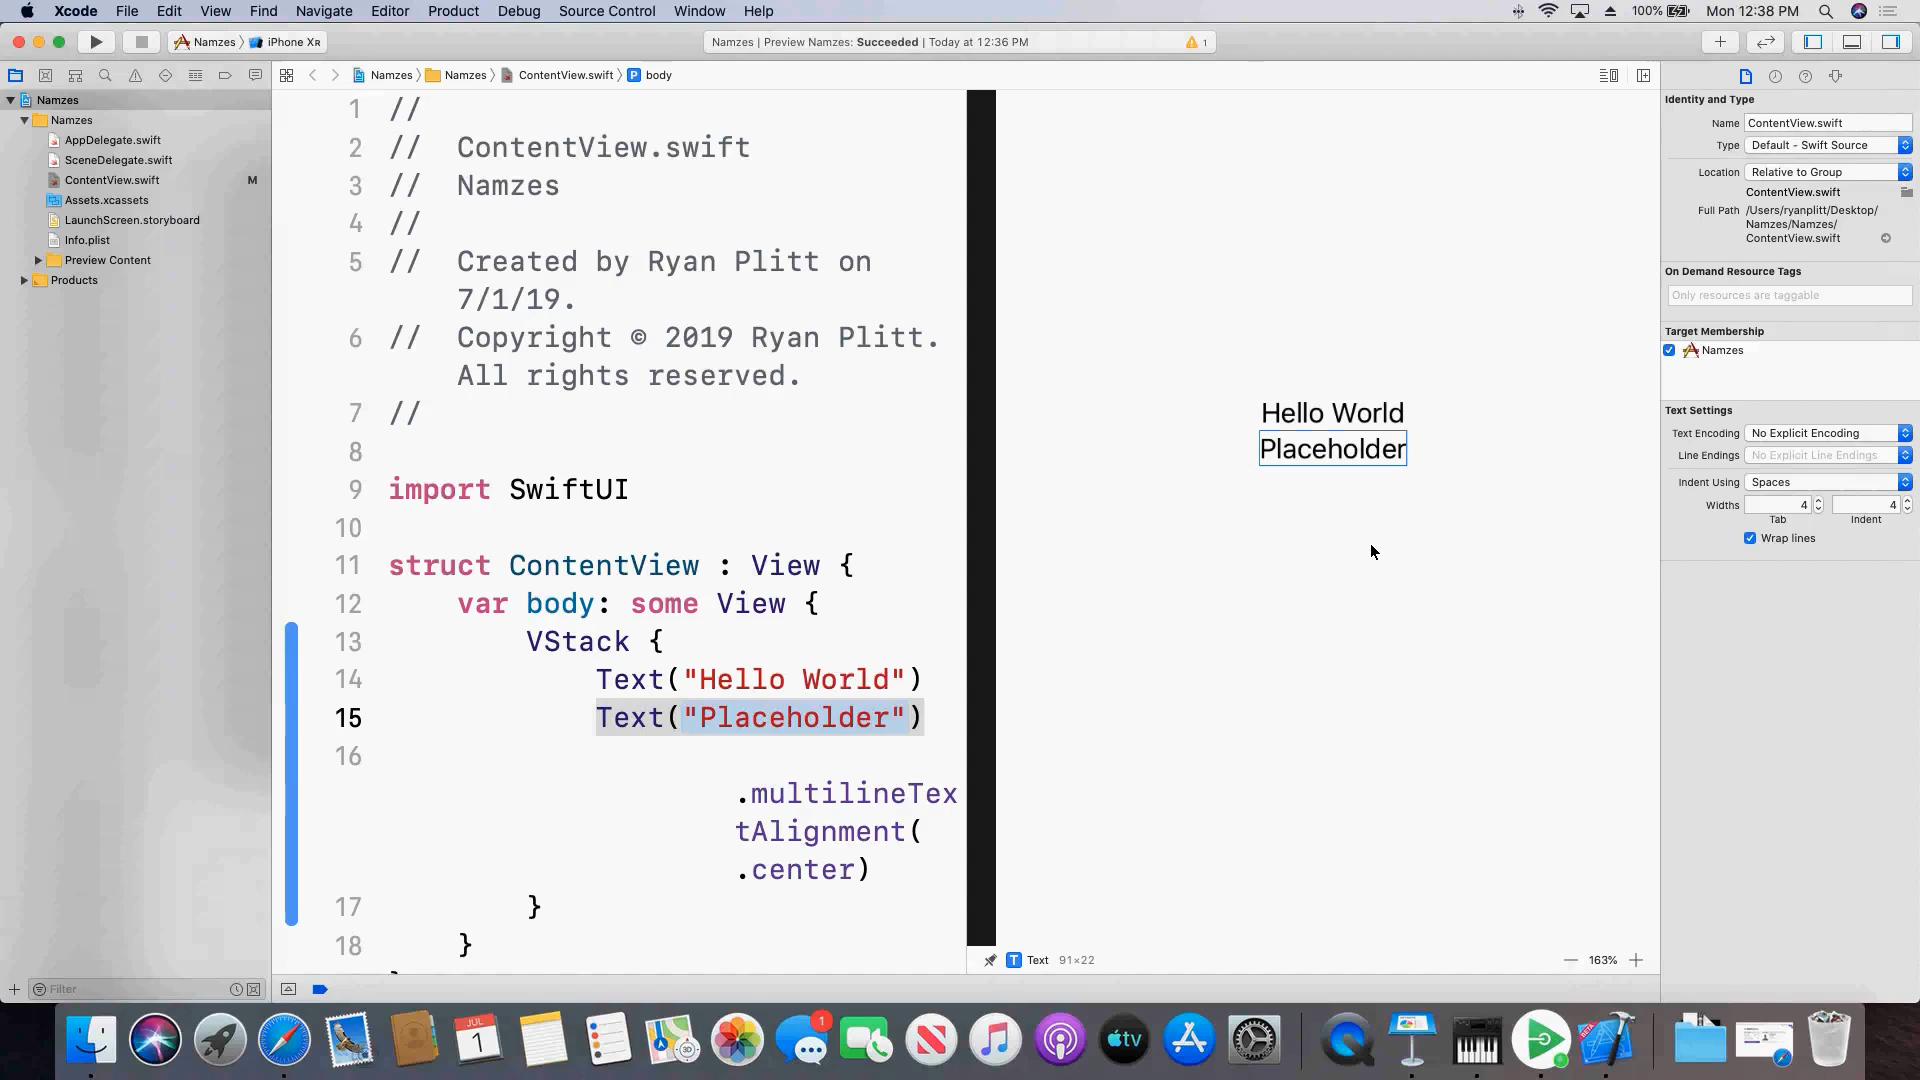 Xcode File Edit View Find Navigate Editor Product Debug Source Control Window Help
100% Mon 12:38 PM
Namzes iPhone XR
Namzes | Preview Namzes: Succeeded | Today at 12:36 PM
1
Namzes Namzes ContentView.swift P body
Namzes
Namzes
AppDelegate.swift
SceneDelegate.swift
ContentView.swift M
Assets.xcassets
LaunchScreen.storyboard
Info.plist
Preview Content
Products
Filter
1 //
2 // ContentView.swift
3 // Namzes
4 //
5 // Created by Ryan Plitt on
7/1/19.
6 // Copyright © 2019 Ryan Plitt.
All rights reserved.
7 //
8
9 import SwiftUI
10
11 struct ContentView : View {
12 var body: some View {
13 VStack {
14 Text("Hello World")
15 Text("Placeholder")
16
.multilineTex
tAlignment(
.center)
17 }
18 }
Hello World
Placeholder
T Text 91×22
163%
Identity and Type
Name ContentView.swift
Type Default - Swift Source
Location Relative to Group
ContentView.swift
Full Path /Users/ryanplitt/Desktop/
Namzes/Namzes/
ContentView.swift
On Demand Resource Tags
Only resources are taggable
Target Membership
Namzes
Text Settings
Text Encoding No Explicit Encoding
Line Endings No Explicit Line Endings
Indent Using Spaces
Widths 4 4
Tab Indent
Wrap lines
JUL
1
3D
1
tv